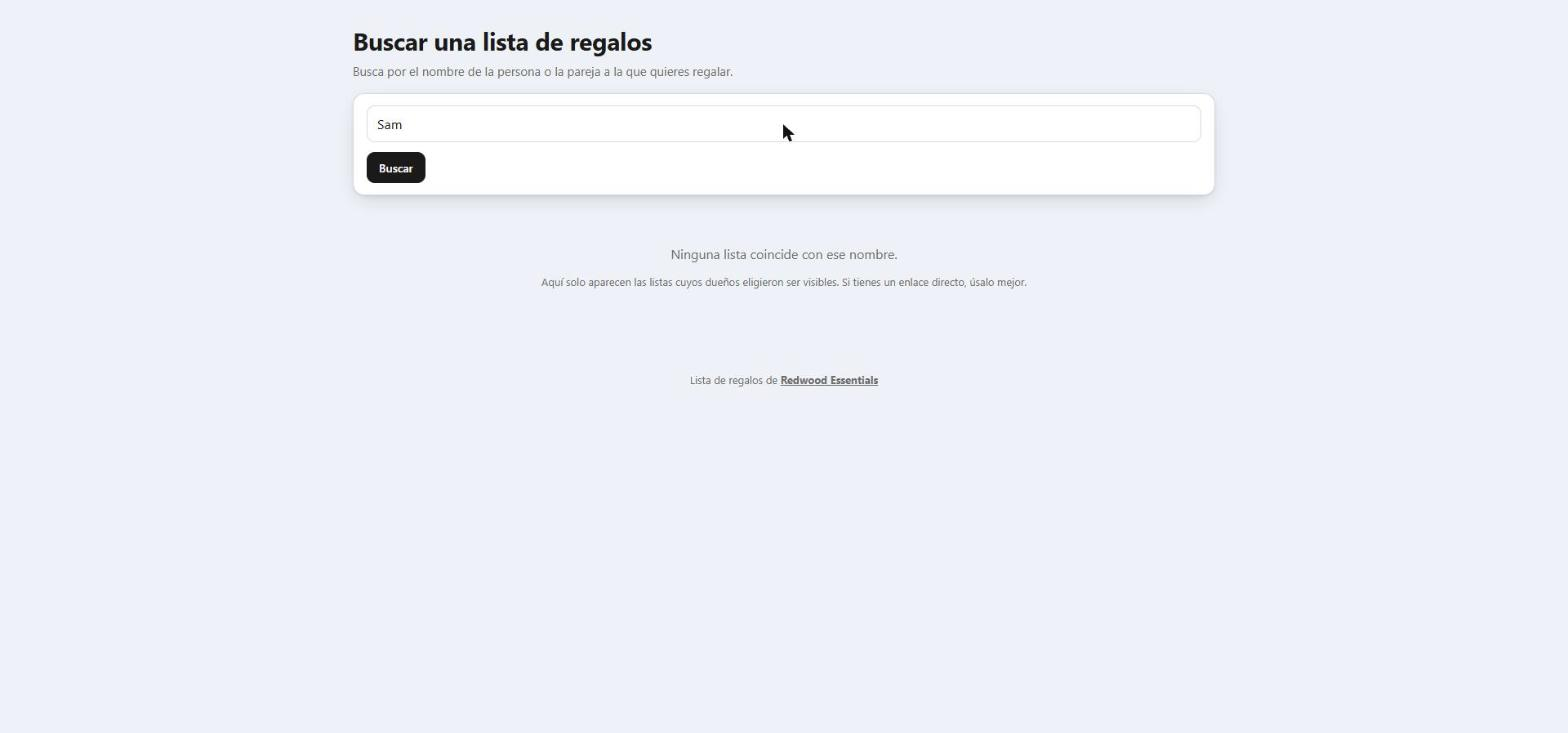 Buscar una lista de regalos
Busca por el nombre de la persona o la pareja a la que quieres regalar.
Sam
Buscar
Ninguna lista coincide con ese nombre.
Aquí solo aparecen las listas cuyos dueños eligieron ser visibles. Si tienes un enlace directo, úsalo mejor.
Lista de regalos de Redwood Essentials